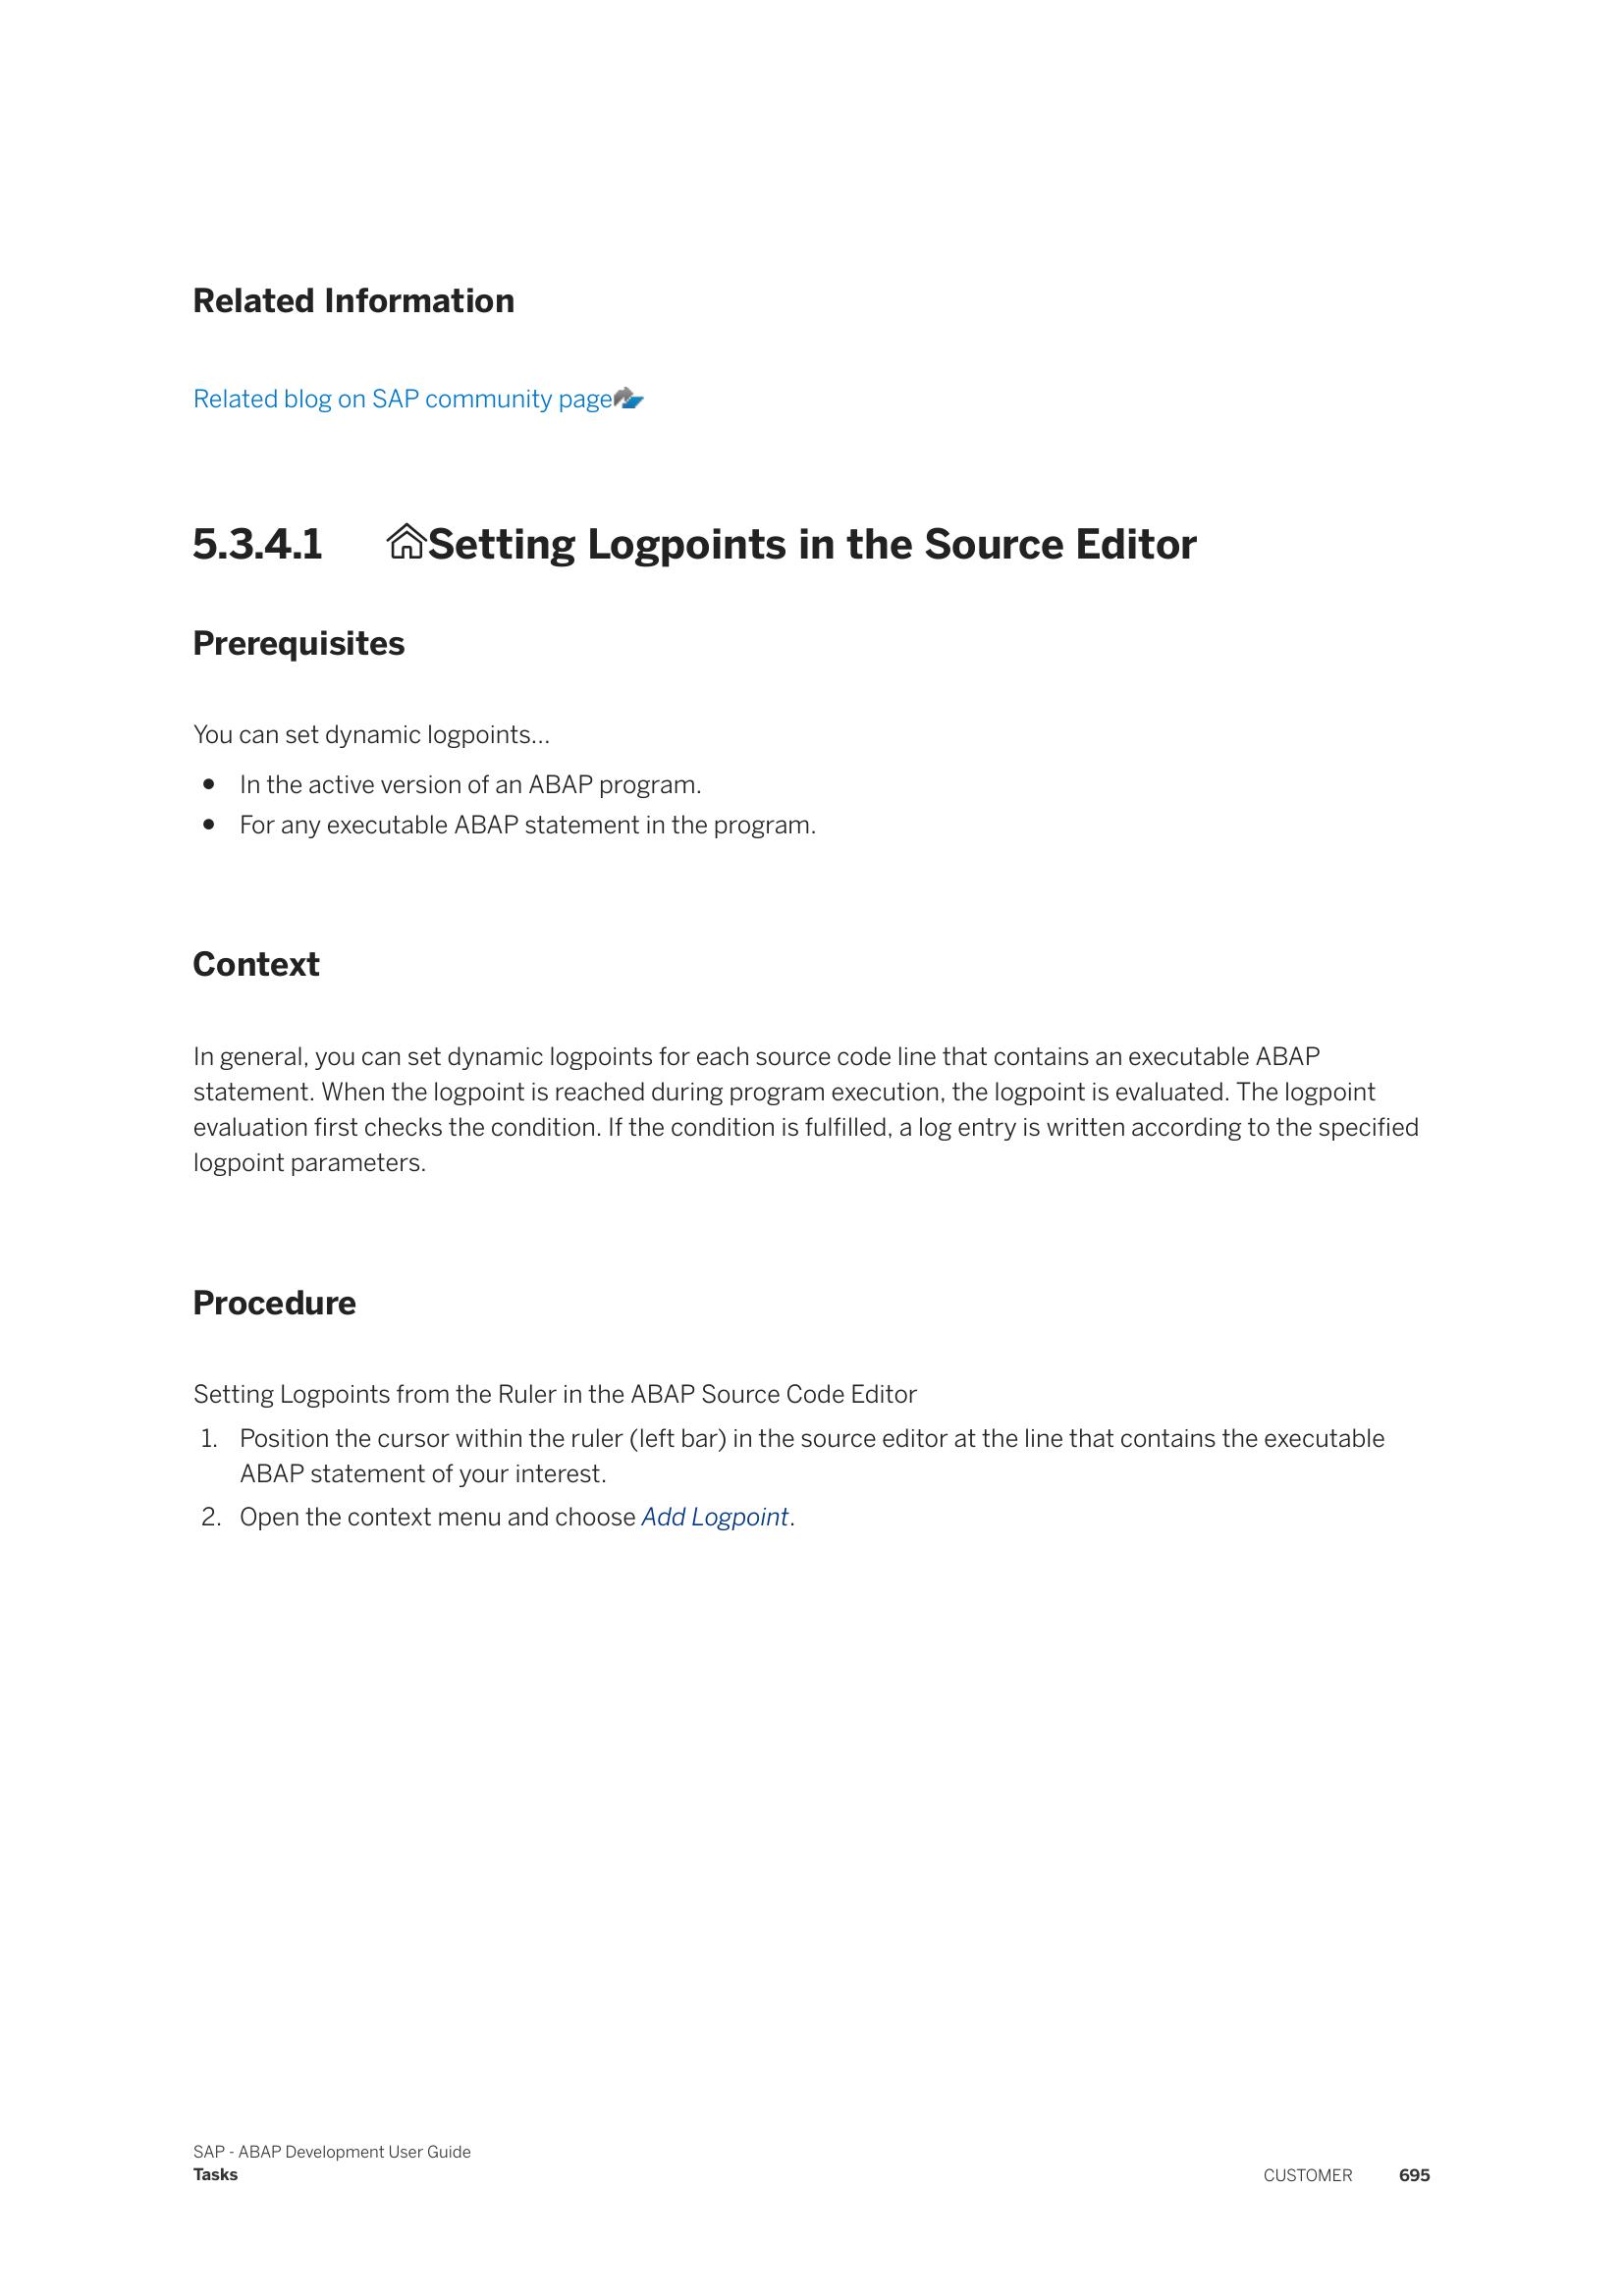 Related Information
Related blog on SAP community page
5.3.4.1 Setting Logpoints in the Source Editor
Prerequisites
You can set dynamic logpoints...
● In the active version of an ABAP program.
● For any executable ABAP statement in the program.
Context
In general, you can set dynamic logpoints for each source code line that contains an executable ABAP
statement. When the logpoint is reached during program execution, the logpoint is evaluated. The logpoint
evaluation first checks the condition. If the condition is fulfilled, a log entry is written according to the specified
logpoint parameters.
Procedure
Setting Logpoints from the Ruler in the ABAP Source Code Editor
1. Position the cursor within the ruler (left bar) in the source editor at the line that contains the executable
ABAP statement of your interest.
2. Open the context menu and choose Add Logpoint.
SAP - ABAP Development User Guide
Tasks
CUSTOMER 695